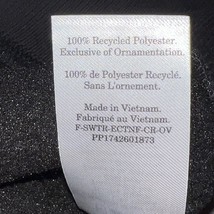 100% Recycled Polyester.
Exclusive of Ornamentation.
100% de Polyester Recyclé.
Sans L'ornement.
Made in Vietnam.
Fabriqué au Vietnam.
F-SWTR-ECTNF-CR-OV
PP1742601873